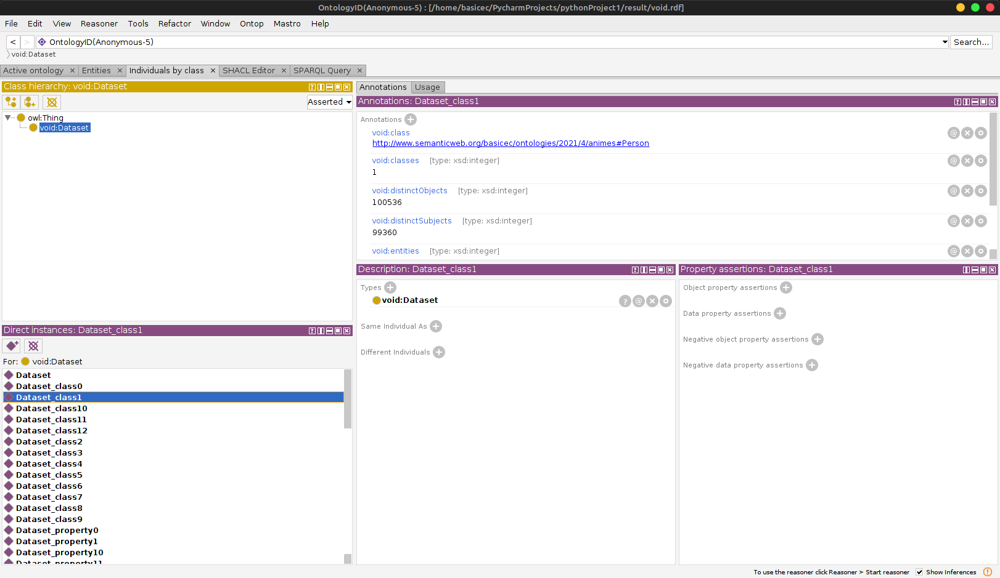 OntologyID(Anonymous-5) : [/home/basicec/PycharmProjects/pythonProject1/result/void.rdf]
File Edit View Reasoner Tools Refactor Window Ontop Mastro Help
< > OntologyID(Anonymous-5) Search...
void:Dataset
Active ontology × Entities × Individuals by class × SHACL Editor × SPARQL Query ×
Class hierarchy: void:Dataset
Asserted
owl:Thing
void:Dataset
Direct instances: Dataset_class1
For: void:Dataset
Dataset
Dataset_class0
Dataset_class1
Dataset_class10
Dataset_class11
Dataset_class12
Dataset_class2
Dataset_class3
Dataset_class4
Dataset_class5
Dataset_class6
Dataset_class7
Dataset_class8
Dataset_class9
Dataset_property0
Dataset_property1
Dataset_property10
Dataset_property11
Annotations Usage
Annotations: Dataset_class1
Annotations
void:class
http://www.semanticweb.org/basicec/ontologies/2021/4/animes#Person
void:classes [type: xsd:integer]
1
void:distinctObjects [type: xsd:integer]
100536
void:distinctSubjects [type: xsd:integer]
99360
void:entities [type: xsd:integer]
Description: Dataset_class1
Types
void:Dataset
Same Individual As
Different Individuals
Property assertions: Dataset_class1
Object property assertions
Data property assertions
Negative object property assertions
Negative data property assertions
To use the reasoner click Reasoner > Start reasoner Show Inferences